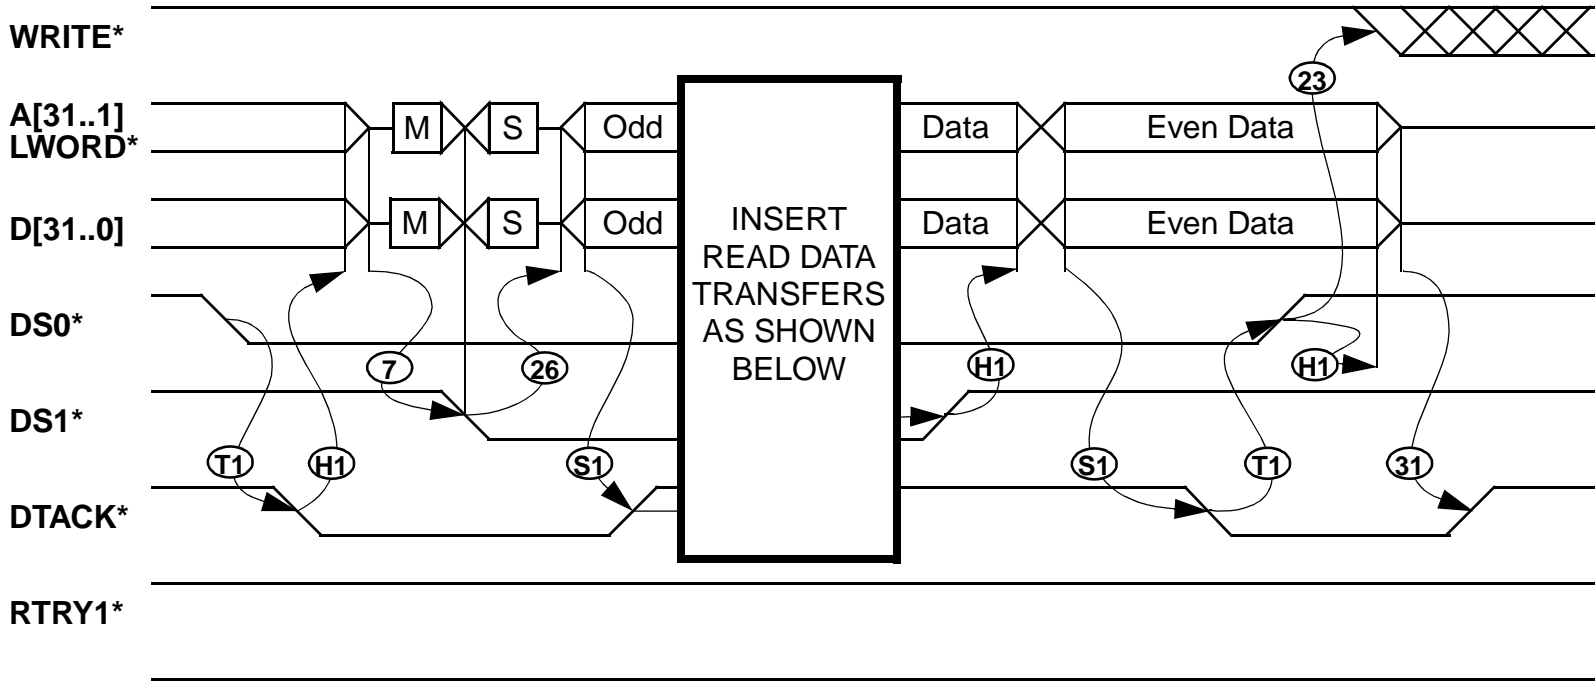 WRITE*
23
A[31..1]
LWORD*
M S Odd Data Even Data
D[31..0]
M S Odd Data Even Data
INSERT
READ DATA
TRANSFERS
AS SHOWN
BELOW
DS0*
7 26 H1 H1
DS1*
T1 H1 S1 S1 T1 31
DTACK*
RTRY1*